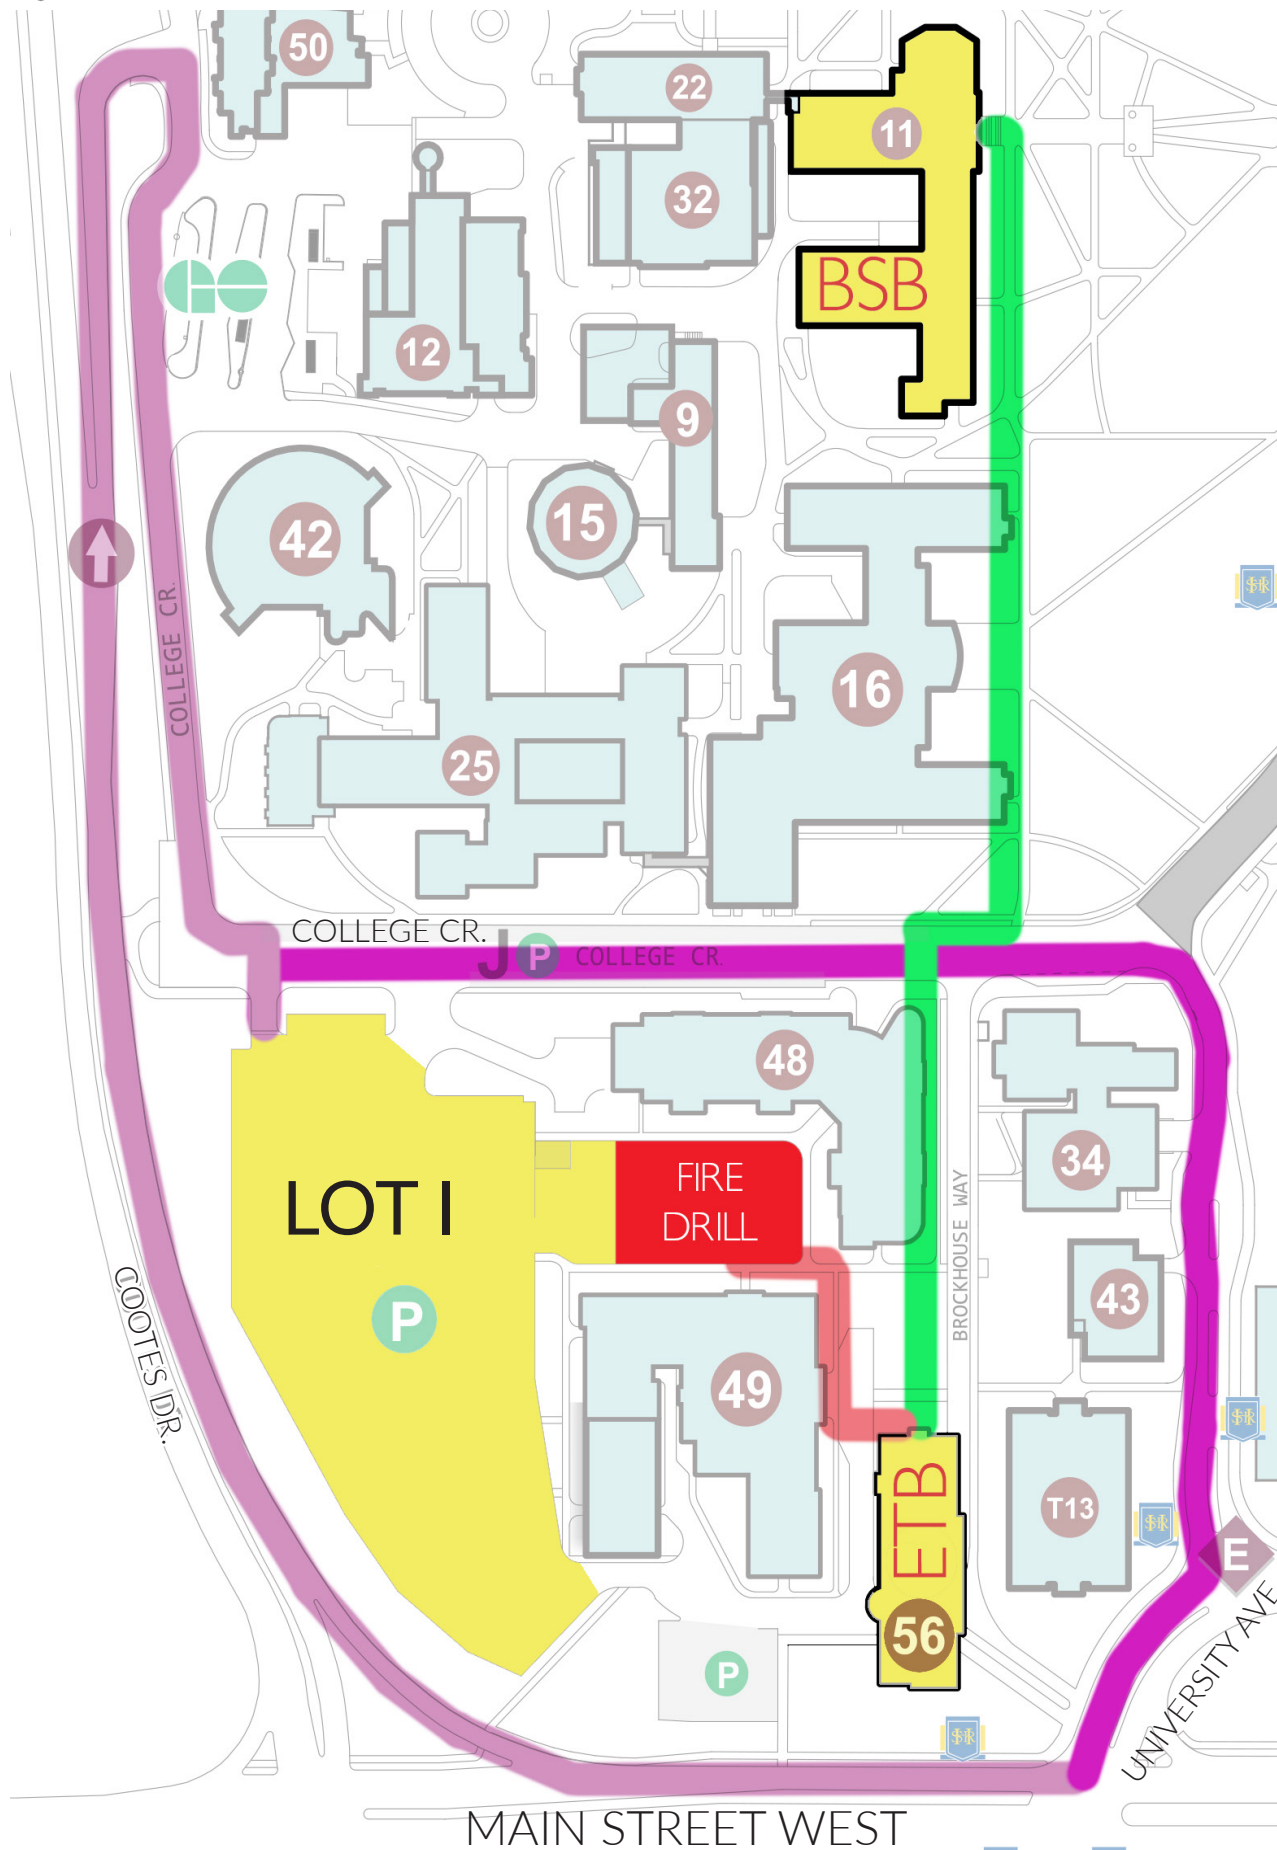 50
22
11
32
GO
BSB
12
9
42
15
COLLEGE CR.
16
25
COLLEGE CR.
J P COLLEGE CR.
48
FIRE
DRILL
34
LOT I
BROCKHOUSE WAY
43
P
COOTES DR.
49
ETB
T13
E
56
P
UNIVERSITY AVE
MAIN STREET WEST